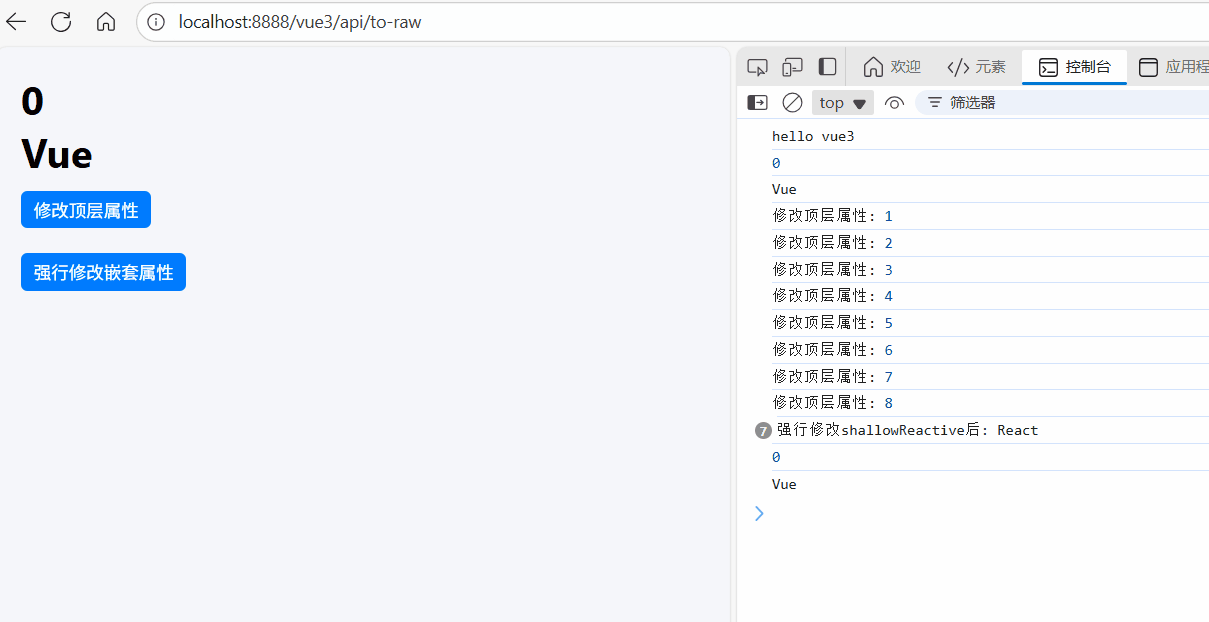 localhost:8888/vue3/api/to-raw
0
Vue
修改顶层属性
强行修改嵌套属性
欢迎
元素
控制台
应用程
top
筛选器
hello vue3
0
Vue
修改顶层属性: 1
修改顶层属性: 2
修改顶层属性: 3
修改顶层属性: 4
修改顶层属性: 5
修改顶层属性: 6
修改顶层属性: 7
修改顶层属性: 8
7 强行修改shallowReactive后: React
0
Vue